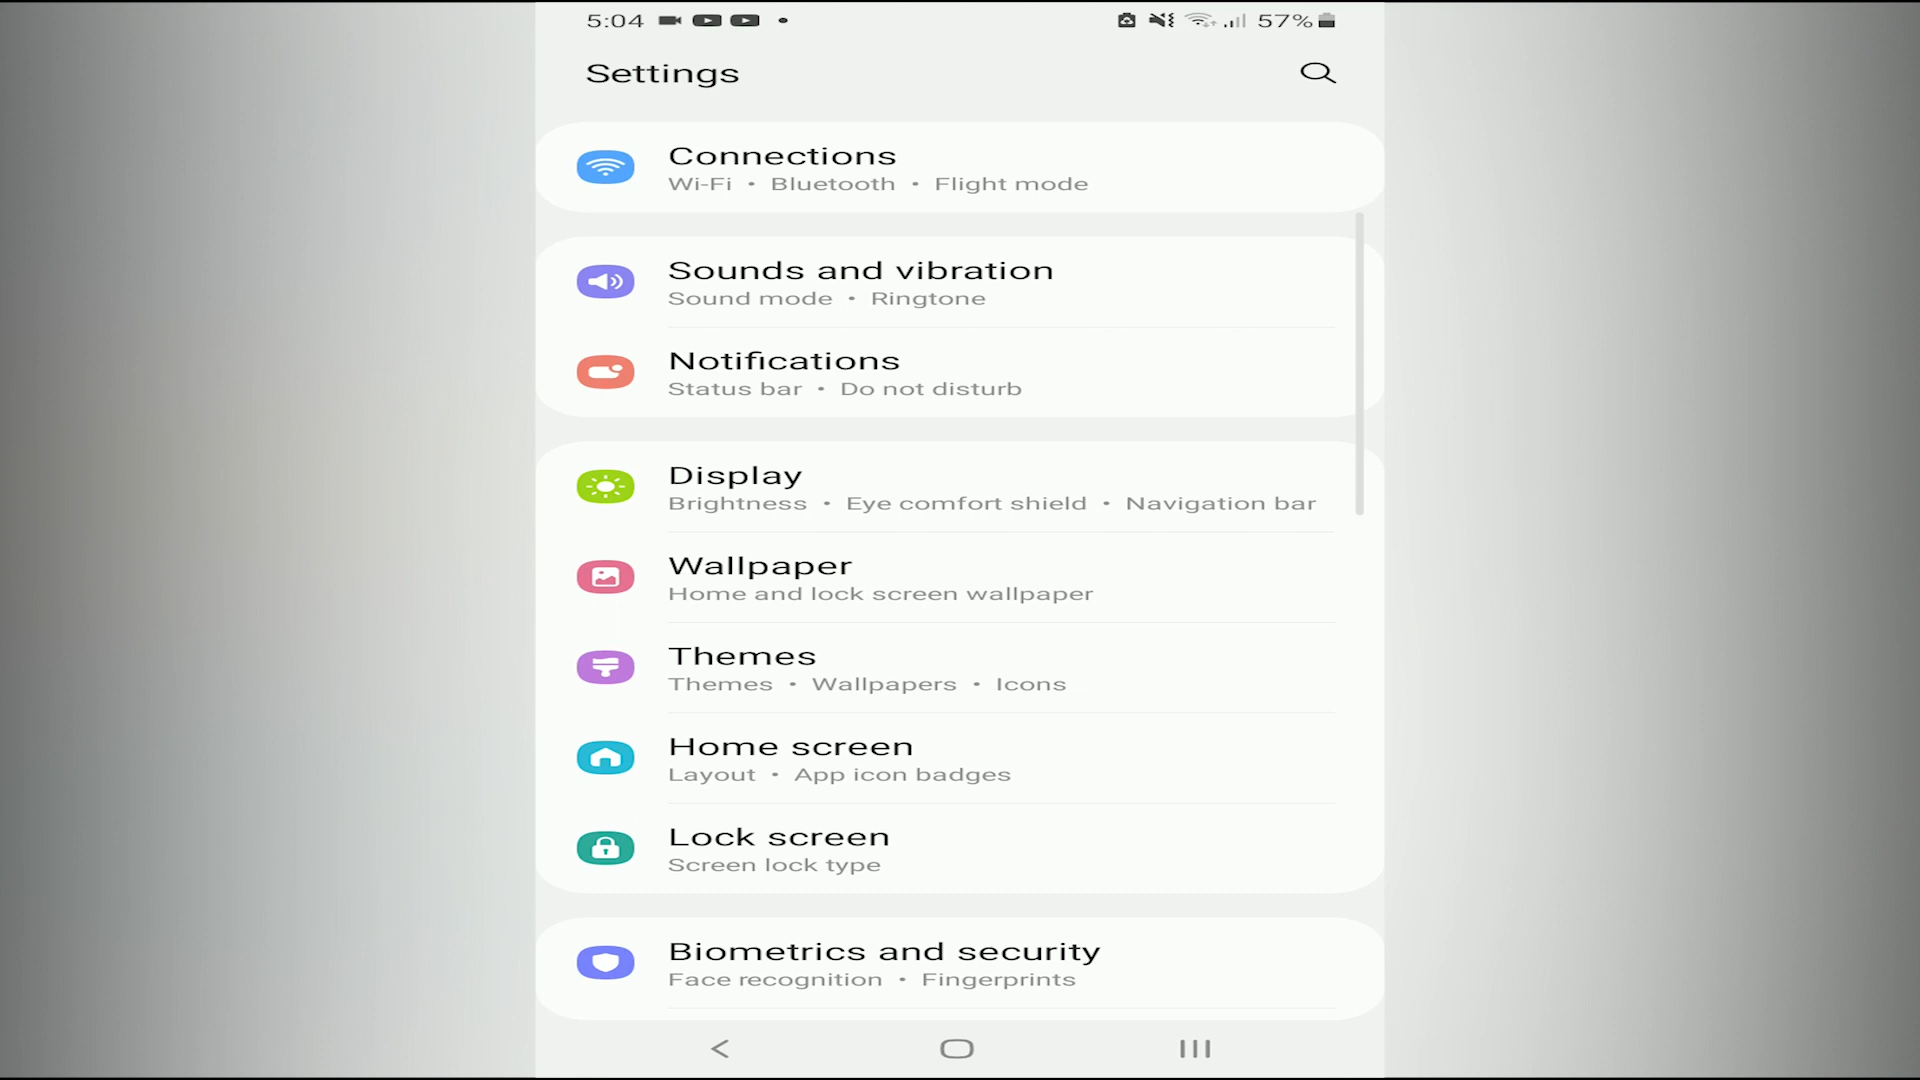 5:04 57%
Settings
Connections
Wi-Fi • Bluetooth • Flight mode
Sounds and vibration
Sound mode • Ringtone
Notifications
Status bar • Do not disturb
Display
Brightness • Eye comfort shield • Navigation bar
Wallpaper
Home and lock screen wallpaper
Themes
Themes • Wallpapers • Icons
Home screen
Layout • App icon badges
Lock screen
Screen lock type
Biometrics and security
Face recognition • Fingerprints